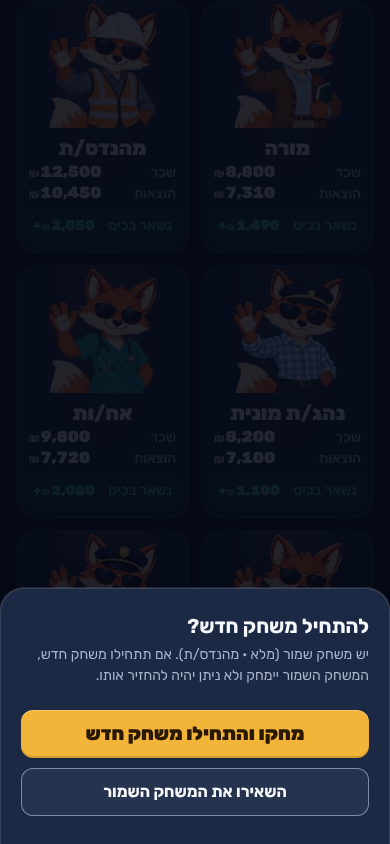 מורה
שכר ₪8,800
הוצאות ₪7,310
נשאר בכיס +₪1,490
מהנדס/ת
שכר ₪12,500
הוצאות ₪10,450
נשאר בכיס +₪2,050
נהג/ת מונית
שכר ₪8,200
הוצאות ₪7,100
נשאר בכיס +₪1,100
אח/ות
שכר ₪9,800
הוצאות ₪7,720
נשאר בכיס +₪2,080
להתחיל משחק חדש?
יש משחק שמור (מלא • מהנדס/ת). אם תתחילו משחק חדש,
המשחק השמור יימחק ולא ניתן יהיה להחזיר אותו.
מחקו והתחילו משחק חדש
השאירו את המשחק השמור